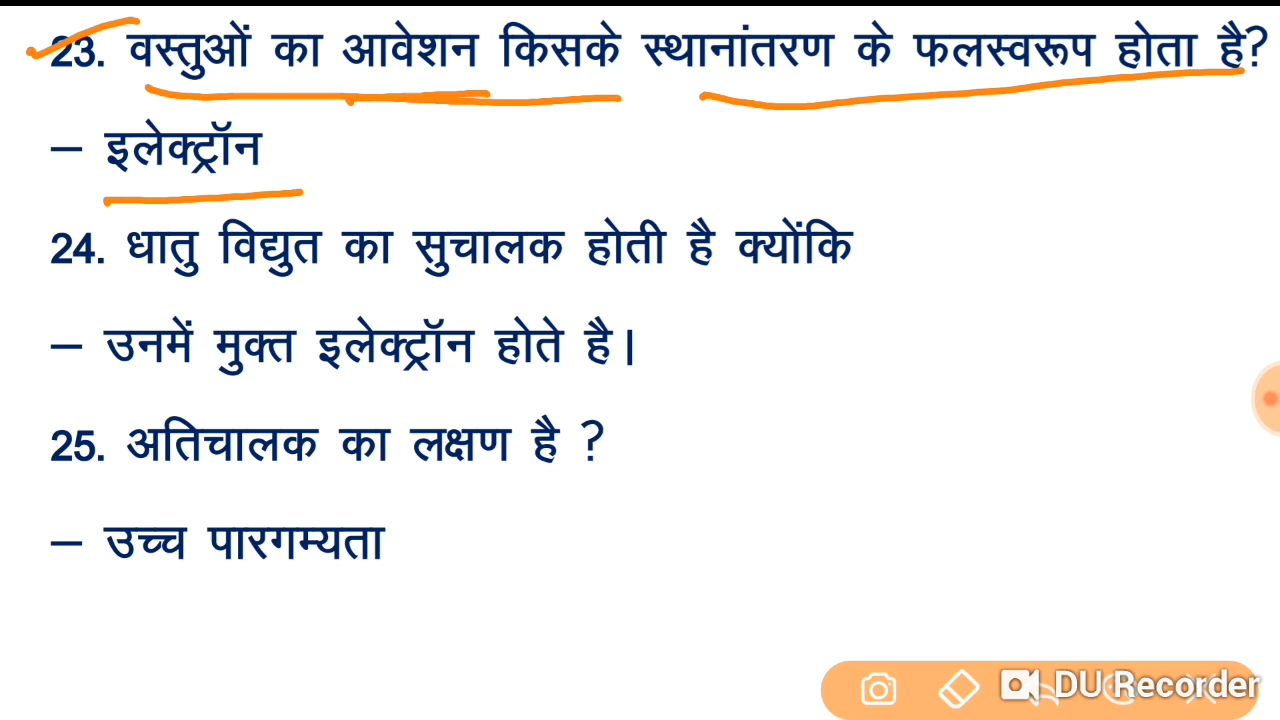 23. वस्तुओं का आवेशन किसके स्थानांतरण के फलस्वरूप होता है?
– इलेक्ट्रॉन
24. धातु विद्युत का सुचालक होती है क्योंकि
– उनमें मुक्त इलेक्ट्रॉन होते है।
25. अतिचालक का लक्षण है ?
– उच्च पारगम्यता
DU Recorder